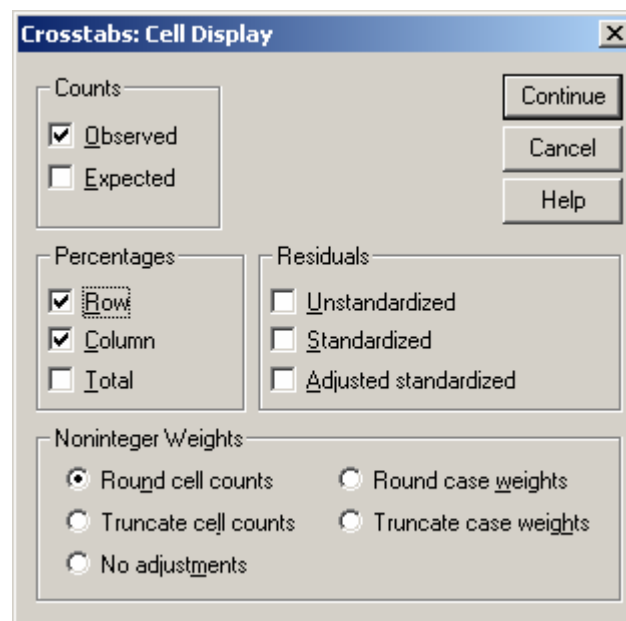 Crosstabs: Cell Display
Counts
Observed
Expected
Continue
Cancel
Help
Percentages
Row
Column
Total
Residuals
Unstandardized
Standardized
Adjusted standardized
Noninteger Weights
Round cell counts
Round case weights
Truncate cell counts
Truncate case weights
No adjustments